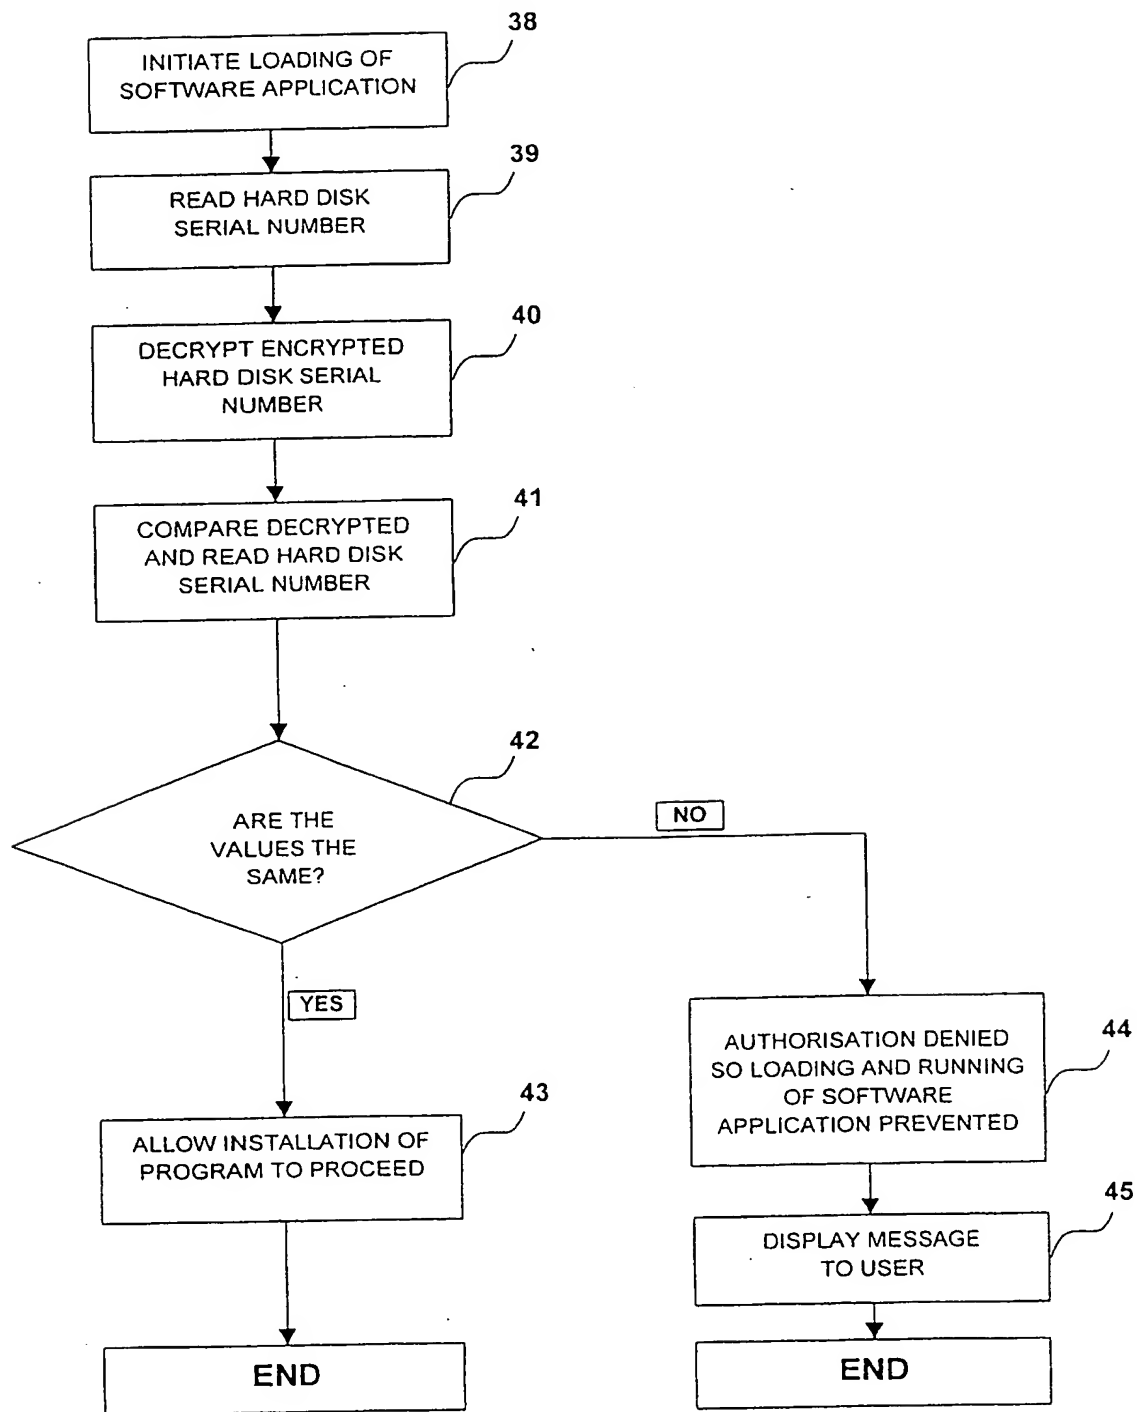 38
INITIATE LOADING OF
SOFTWARE APPLICATION
39
READ HARD DISK
SERIAL NUMBER
40
DECRYPT ENCRYPTED
HARD DISK SERIAL
NUMBER
41
COMPARE DECRYPTED
AND READ HARD DISK
SERIAL NUMBER
42
ARE THE
VALUES THE
SAME?
NO
YES
43
ALLOW INSTALLATION OF
PROGRAM TO PROCEED
END
44
AUTHORISATION DENIED
SO LOADING AND RUNNING
OF SOFTWARE
APPLICATION PREVENTED
45
DISPLAY MESSAGE
TO USER
END